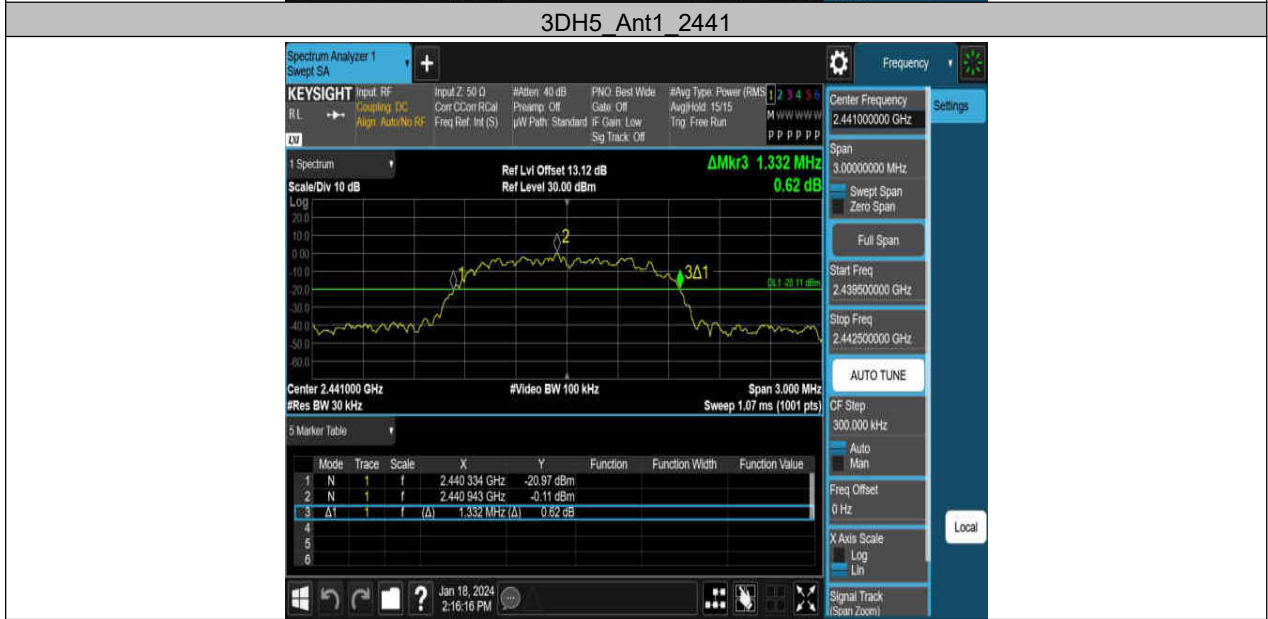 3DH5_Ant1_2441
Spectrum Analyzer 1
Swept SA
+
Frequency
KEYSIGHT
RL
LXI
Input: RF
Coupling: DC
Align: Auto/No RF
Input Z: 50 Ω
Corr CCorr RCal
Freq Ref: Int (S)
#Atten: 40 dB
Preamp: Off
µW Path: Standard
PNO: Best Wide
Gate: Off
IF Gain: Low
Sig Track: Off
#Avg Type: Power (RMS
Avg|Hold: 15/15
Trig: Free Run
1 2 3 4 5 6
M W W W W W
P P P P P P
1 Spectrum
Scale/Div 10 dB
Ref Lvl Offset 13.12 dB
Ref Level 30.00 dBm
ΔMkr3 1.332 MHz
0.62 dB
Log
20.0
10.0
0.00
-10.0
-20.0
-30.0
-40.0
-50.0
-60.0
1
2
3Δ1
DL1 -20.11 dBm
Center 2.441000 GHz
#Video BW 100 kHz
Span 3.000 MHz
#Res BW 30 kHz
Sweep 1.07 ms (1001 pts)
5 Marker Table
Mode Trace Scale X Y Function Function Width Function Value
1 N 1 f 2.440 334 GHz -20.97 dBm
2 N 1 f 2.440 943 GHz -0.11 dBm
3 Δ1 1 f (Δ) 1.332 MHz (Δ) 0.62 dB
4
5
6
Jan 18, 2024
2:16:16 PM
?
Center Frequency
2.441000000 GHz
Settings
Span
3.00000000 MHz
Swept Span
Zero Span
Full Span
Start Freq
2.439500000 GHz
Stop Freq
2.442500000 GHz
AUTO TUNE
CF Step
300.000 kHz
Auto
Man
Freq Offset
0 Hz
X Axis Scale
Log
Lin
Local
Signal Track
(Span Zoom)